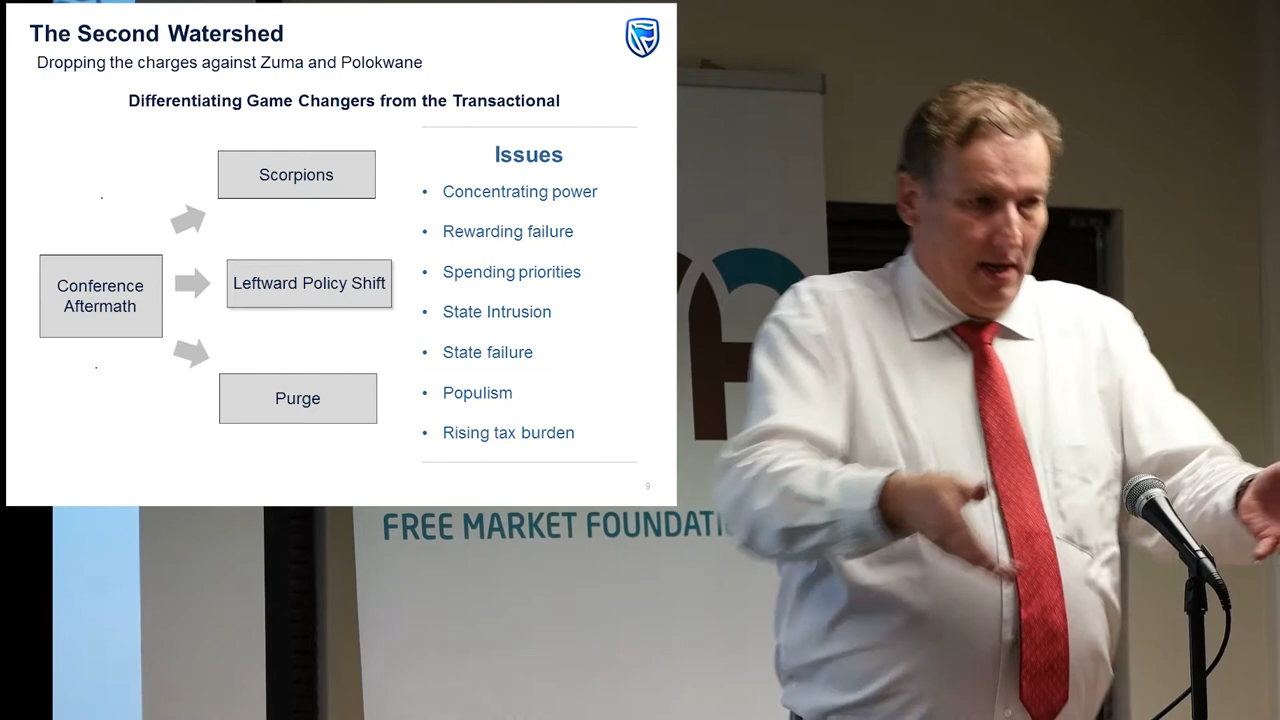 The Second Watershed
Dropping the charges against Zuma and Polokwane
Differentiating Game Changers from the Transactional
Conference
Aftermath
Scorpions
Leftward Policy Shift
Purge
Issues
• Concentrating power
• Rewarding failure
• Spending priorities
• State Intrusion
• State failure
• Populism
• Rising tax burden
9
FREE MARKET FOUNDATI